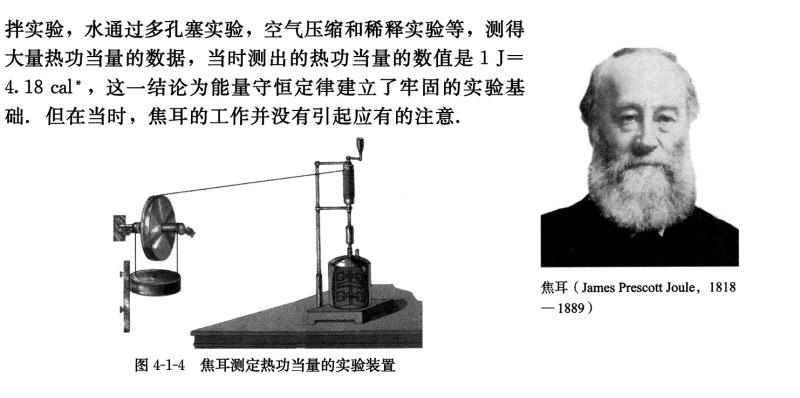 拌实验，水通过多孔塞实验，空气压缩和稀释实验等，测得
大量热功当量的数据，当时测出的热功当量的数值是 1 J＝
4.18 cal*，这一结论为能量守恒定律建立了牢固的实验基
础．但在当时，焦耳的工作并没有引起应有的注意．
图 4-1-4　焦耳测定热功当量的实验装置
焦耳（James Prescott Joule，1818
—1889）